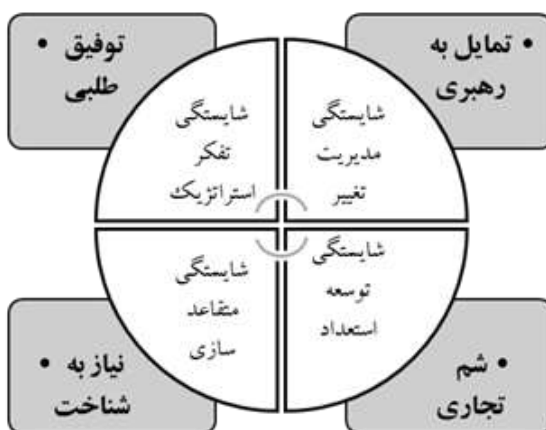 • تمایل به
رهبری
• توفیق
طلبی
شایستگی
مدیریت
تغییر
شایستگی
تفکر
استراتژیک
شایستگی
توسعه
استعداد
شایستگی
متقاعد
سازی
• شم
تجاری
• نیاز به
شناخت